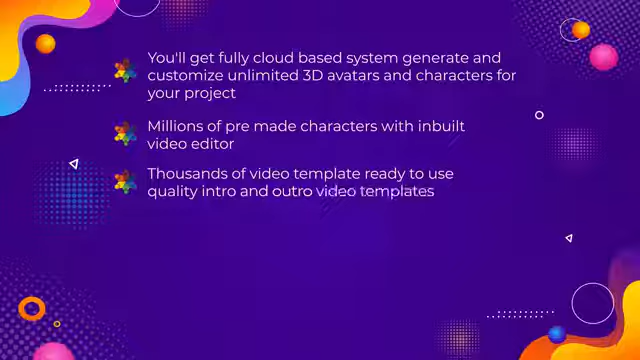 You'll get fully cloud based system generate and
customize unlimited 3D avatars and characters for
your project
Millions of pre made characters with inbuilt
video editor
Thousands of video template ready to use
quality intro and outro video templates